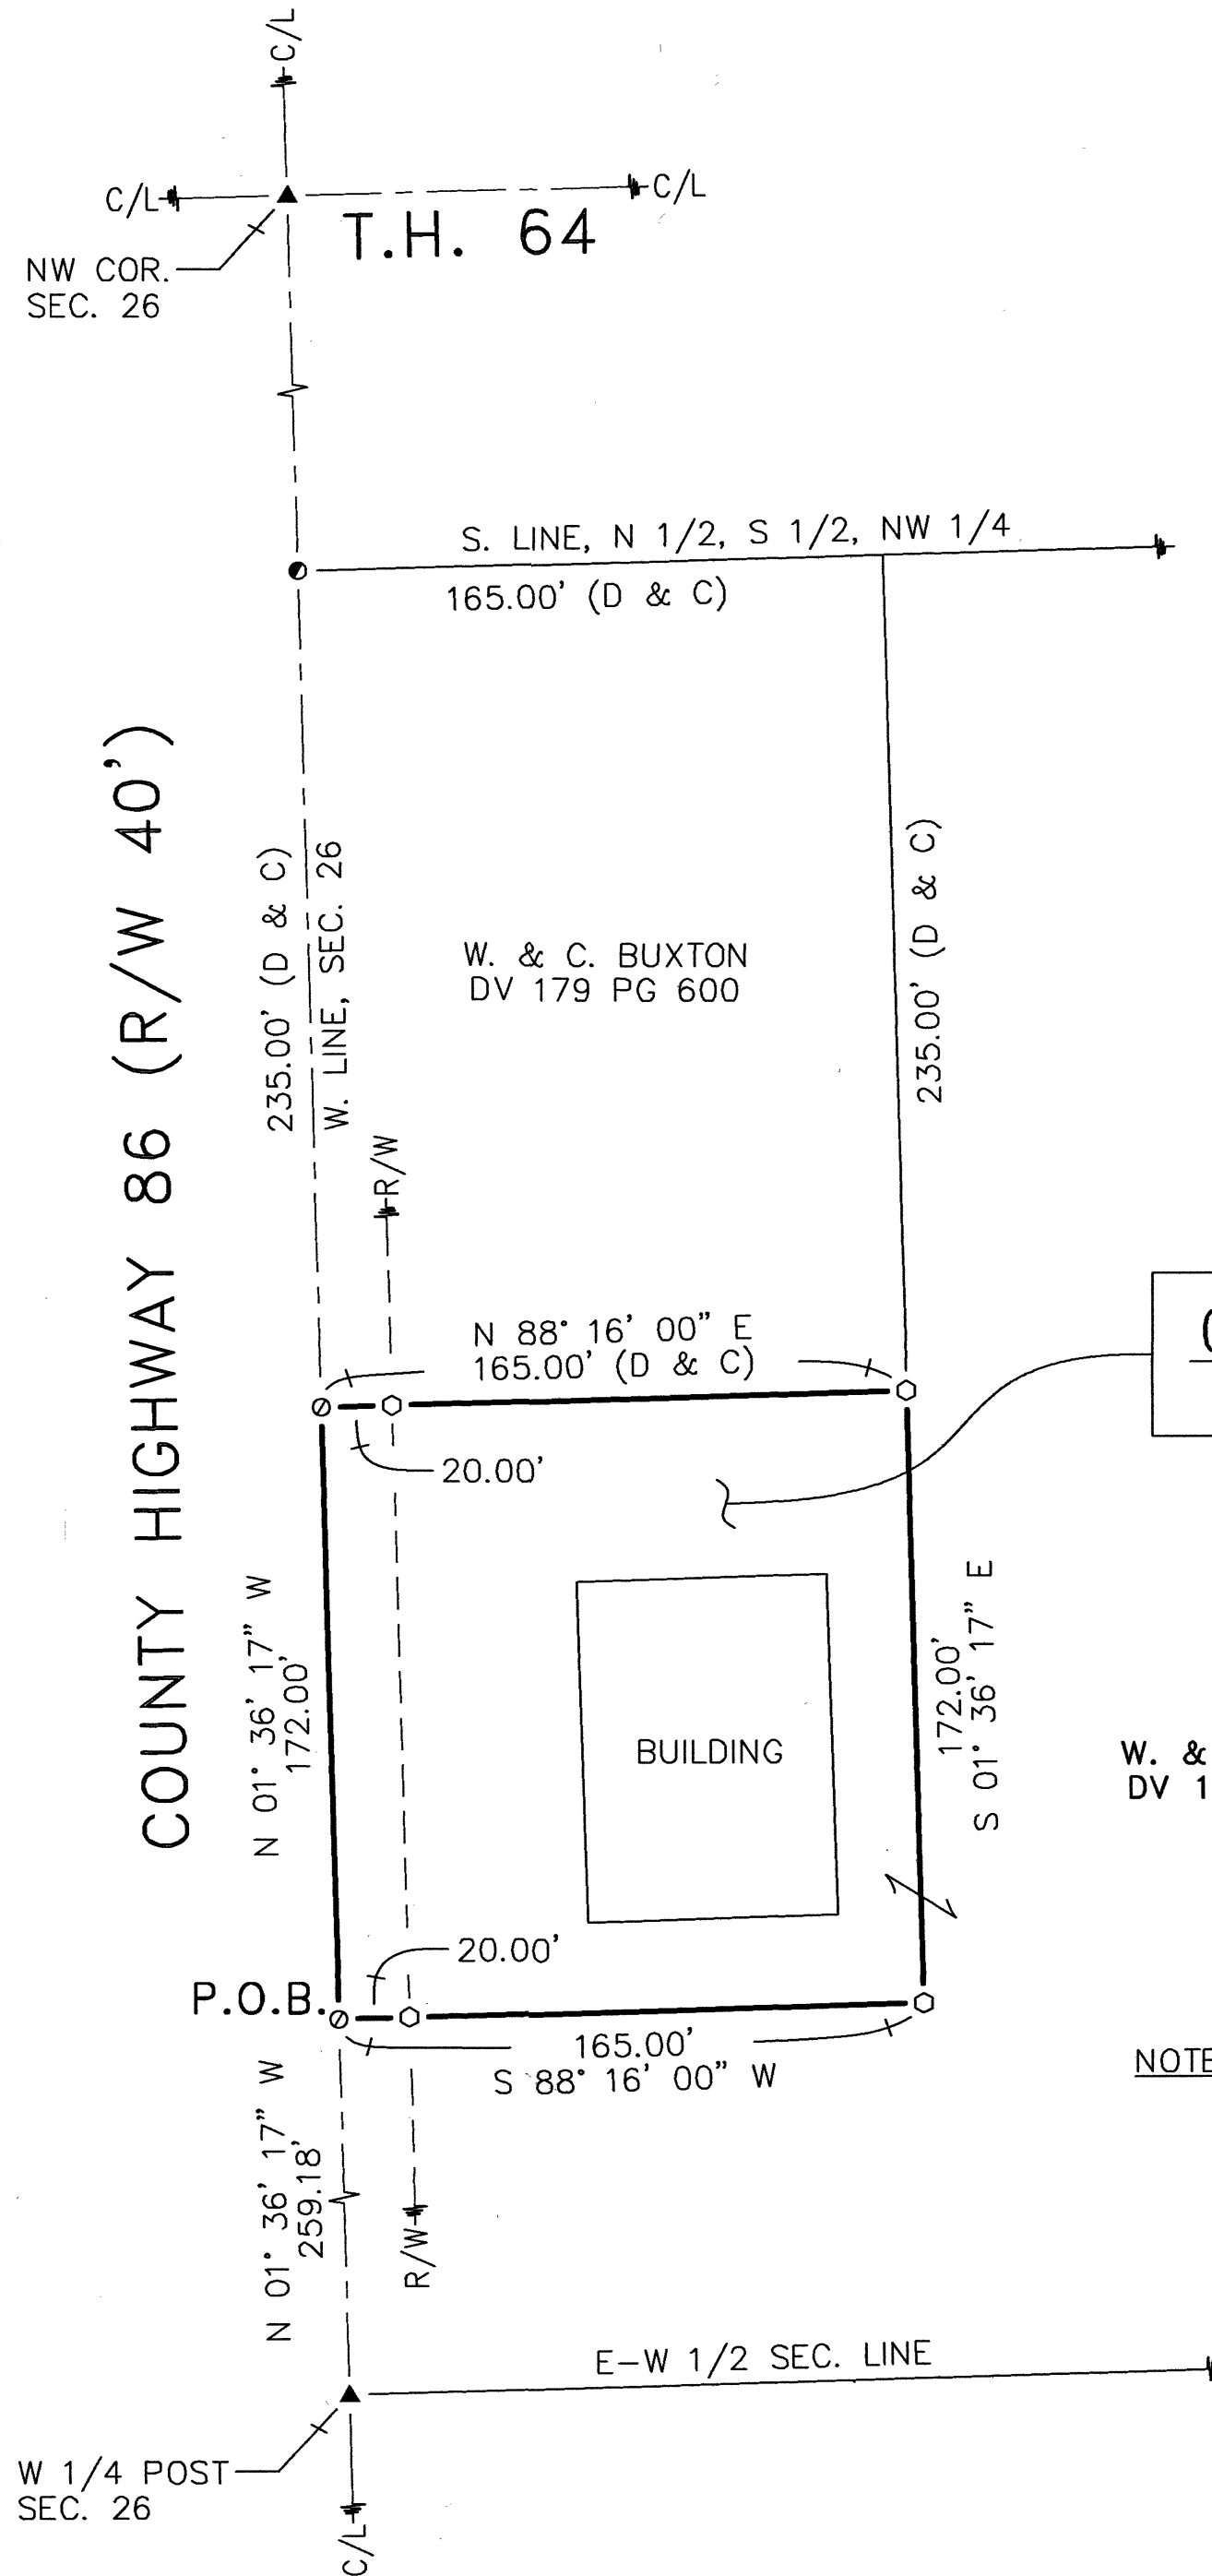 C/L
C/L
C/L
T.H. 64
NW COR.
SEC. 26
S. LINE, N 1/2, S 1/2, NW 1/4
165.00' (D & C)
COUNTY HIGHWAY 86 (R/W 40')
235.00' (D & C)
W. LINE, SEC. 26
W. & C. BUXTON
DV 179 PG 600
235.00' (D & C)
R/W
N 88° 16' 00" E
165.00' (D & C)
20.00'
N 01° 36' 17" W
172.00'
BUILDING
172.00'
S 01° 36' 17" E
W. &
DV 1
20.00'
P.O.B.
165.00'
S 88° 16' 00" W
NOTE
N 01° 36' 17" W
259.18'
R/W
E-W 1/2 SEC. LINE
W 1/4 POST
SEC. 26
C/L